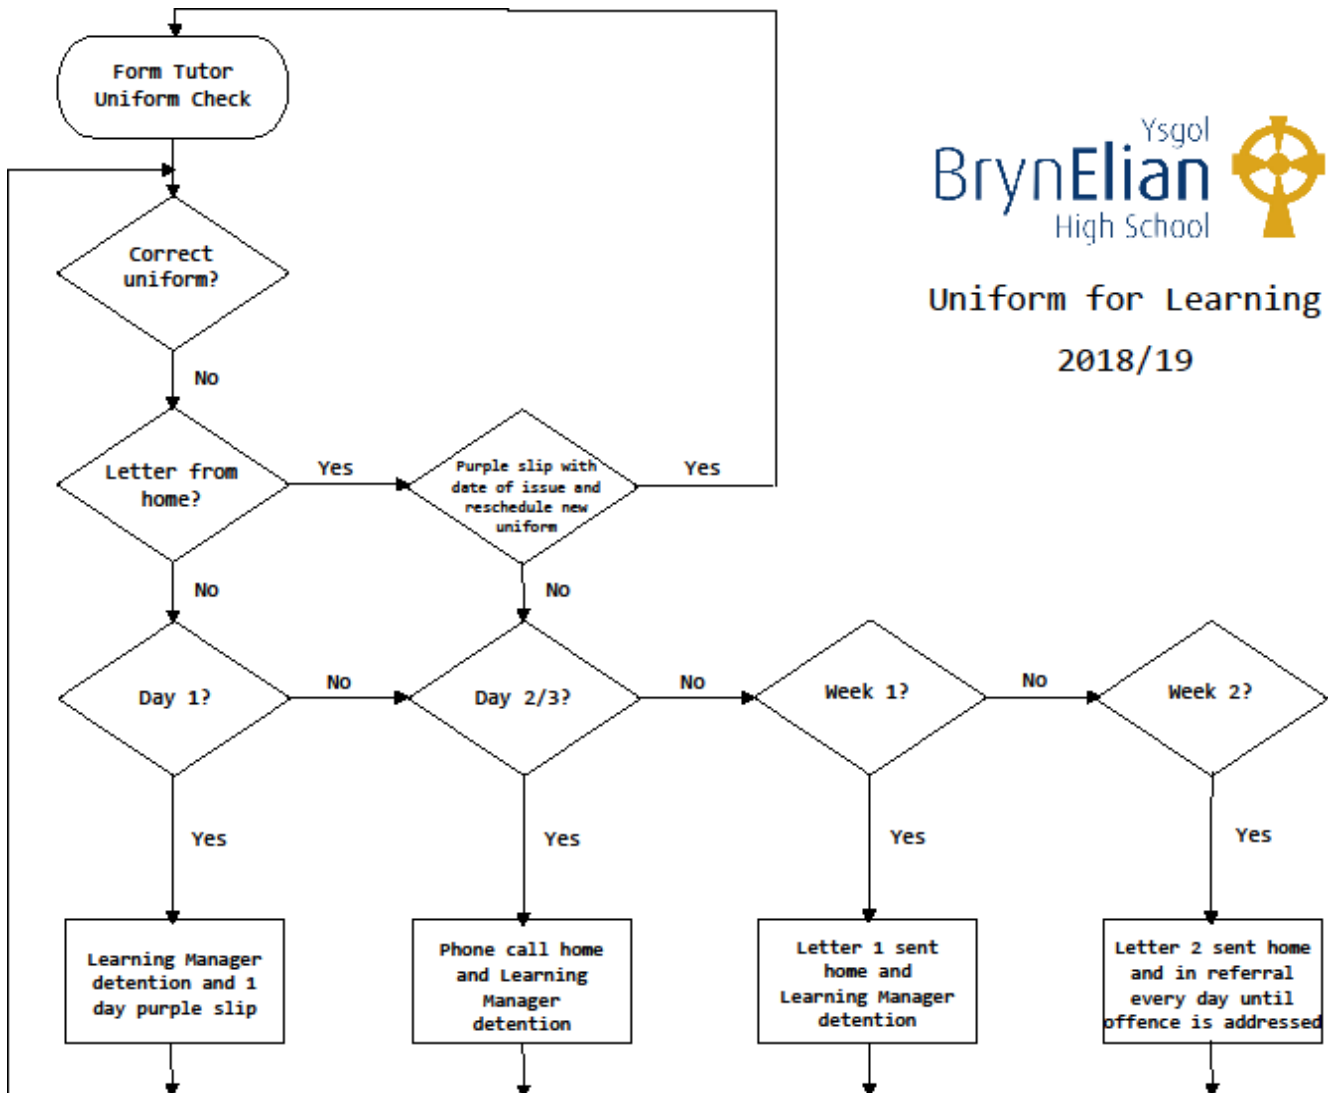 Form Tutor
Uniform Check
Ysgol
BrynElian
High School
Uniform for Learning
2018/19
Correct
uniform?
No
Letter from
home?
Yes
Purple slip with
date of issue and
reschedule new
uniform
Yes
No
No
Day 1?
No
Day 2/3?
No
Week 1?
No
Week 2?
Yes
Yes
Yes
Yes
Learning Manager
detention and 1
day purple slip
Phone call home
and Learning
Manager
detention
Letter 1 sent
home and
Learning Manager
detention
Letter 2 sent home
and in referral
every day until
offence is addressed